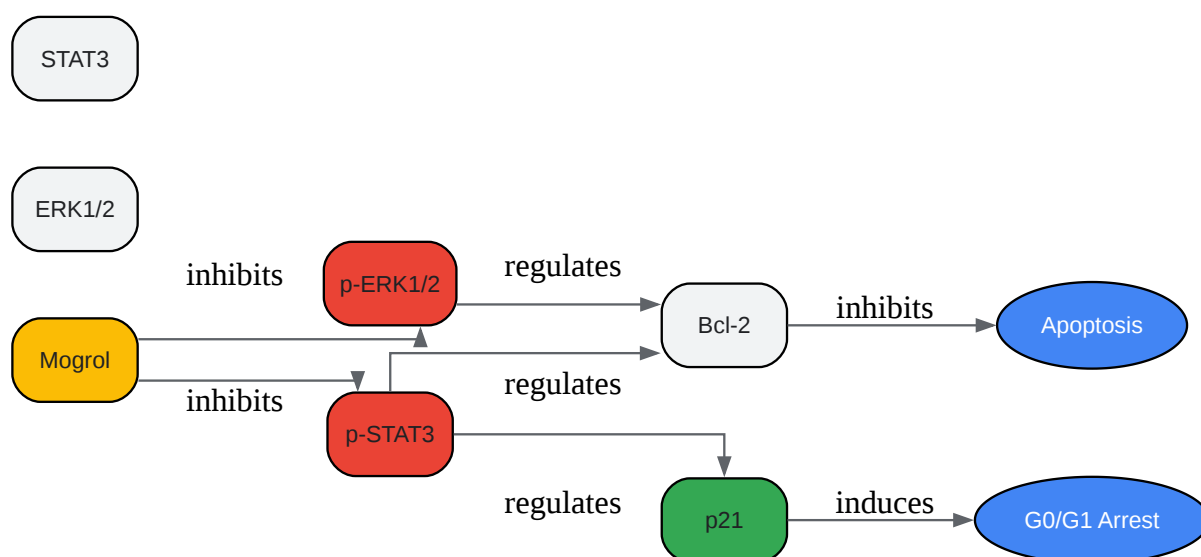 STAT3
ERK1/2
inhibits
p-ERK1/2
regulates
Mogrol
Bcl-2
inhibits
Apoptosis
inhibits
p-STAT3
regulates
regulates
p21
induces
G0/G1 Arrest